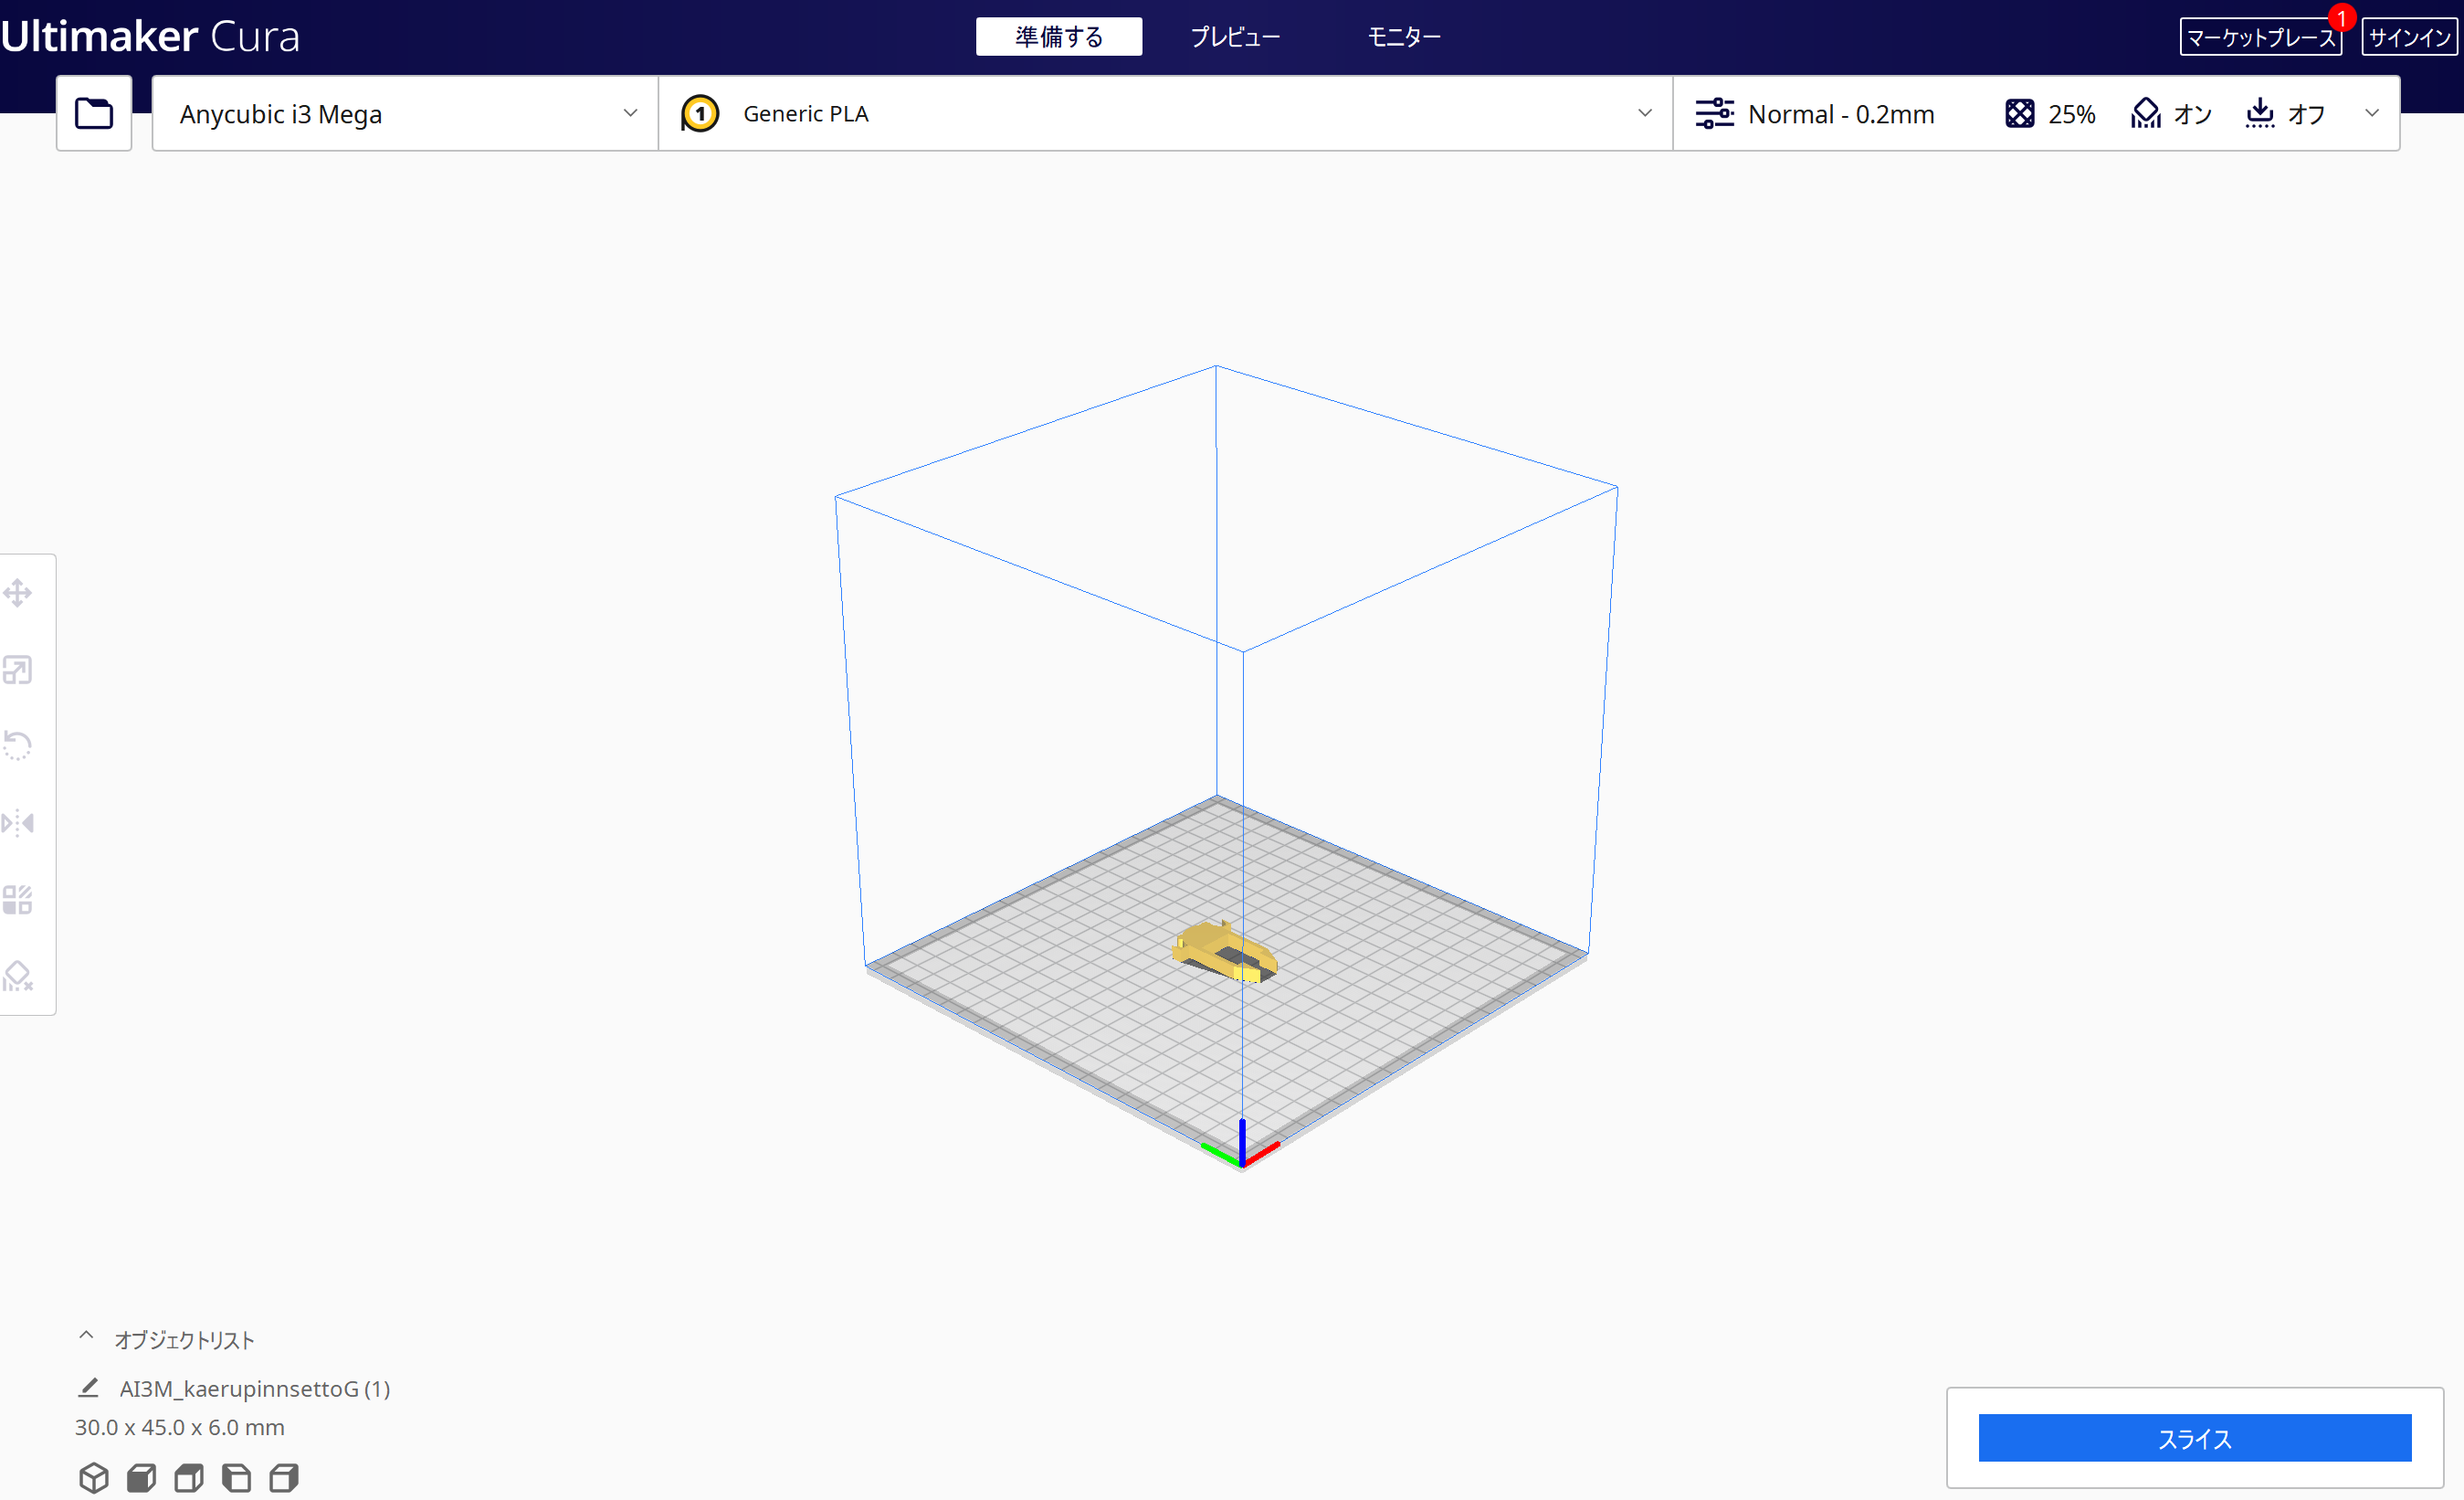 Ultimaker Cura
準備する
プレビュー
モニター
マーケットプレース
1
サインイン
Anycubic i3 Mega
1
Generic PLA
Normal - 0.2mm
25%
オン
オフ
オブジェクトリスト
AI3M_kaerupinnsettoG (1)
30.0 x 45.0 x 6.0 mm
スライス